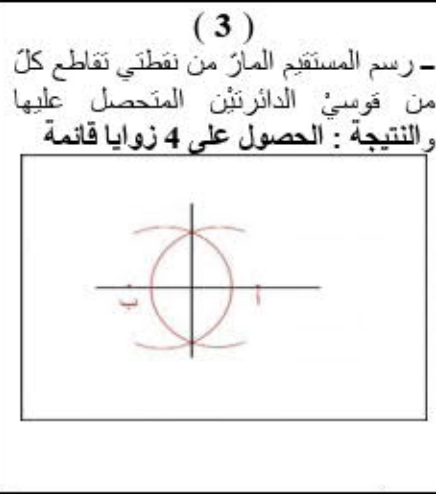 ( 3 )
- رسم المستقيم المارّ من نقطتي تقاطع كلّ
من قوسيْ الدائرتيْن المتحصل عليها
والنتيجة : الحصول على 4 زوايا قائمة
ب أ